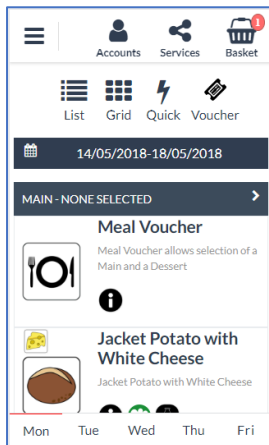 1
Accounts Services Basket
List Grid Quick Voucher
14/05/2018-18/05/2018
MAIN - NONE SELECTED
Meal Voucher
Meal Voucher allows selection of a
Main and a Dessert
Jacket Potato with
White Cheese
Jacket Potato with White Cheese
Mon Tue Wed Thu Fri